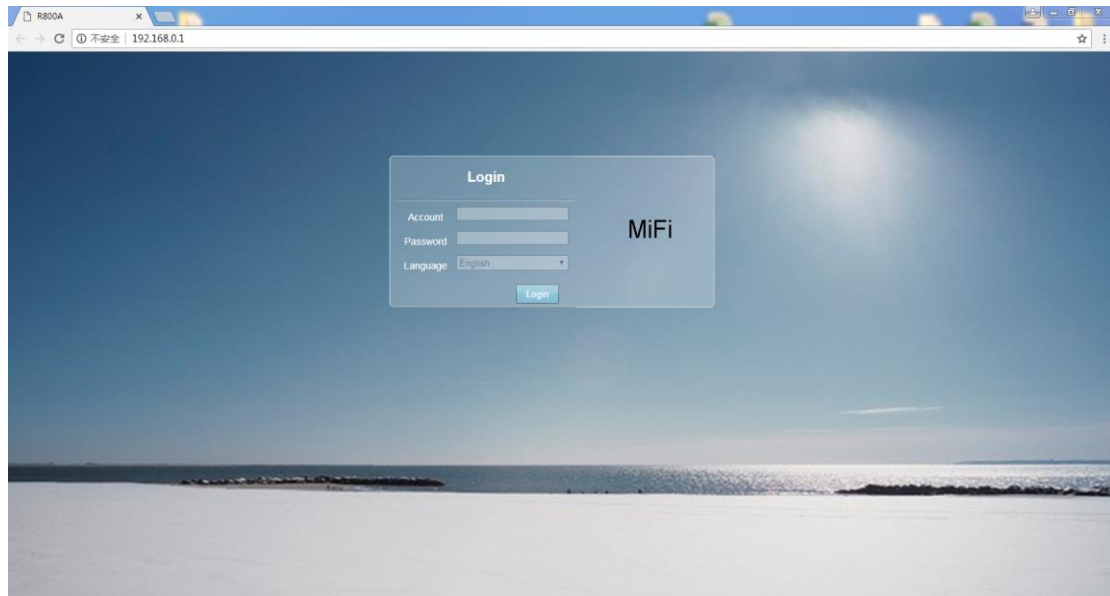 R800A
不安全 | 192.168.0.1
Login
Account
MiFi
Password
Language English
Login